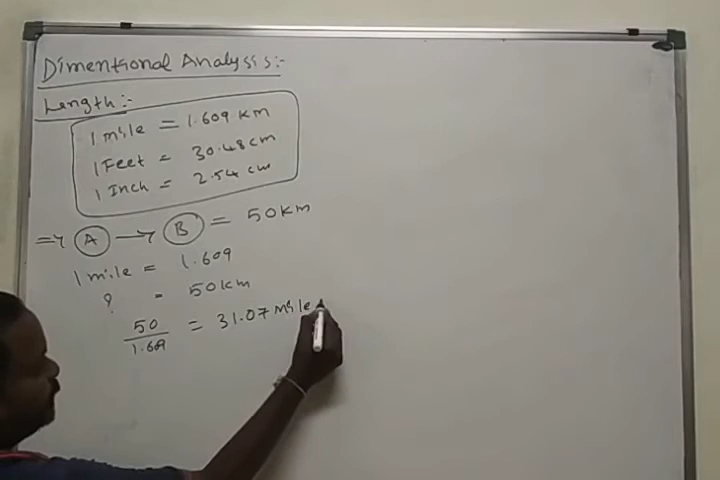 Dimentional Analysis:-
Length:-
1 mile = 1.609 KM
1 Feet = 30.48 cm
1 Inch = 2.54 cm
=> A → B = 50 KM
1 mile = 1.609
? = 50 KM
50/1.609 = 31.07 miles